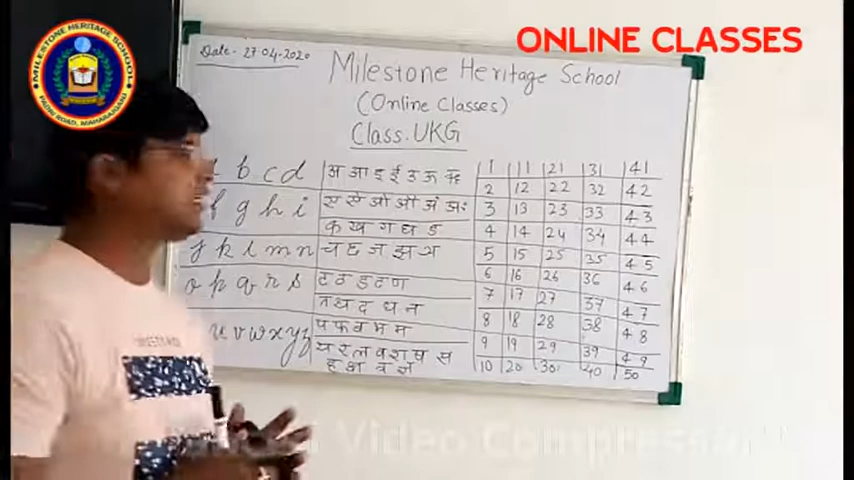 MILESTONE HERITAGE SCHOOL
ONLINE CLASSES
Date - 27-04-2020
Milestone Heritage School
(Online Classes)
Class. UKG
b c d
f g h i
j k l m n
o p q r s
u v w x y z
अ आ इ ई उ ऊ ऋ
ए ऐ ओ औ अं अः
क ख ग घ ङ
च छ ज झ ञ
ट ठ ड ढ ण
त थ द ध न
प फ ब भ म
य र ल व श ष स
ह क्ष त्र ज्ञ
1 11 21 31 41
2 12 22 32 42
3 13 23 33 43
4 14 24 34 44
5 15 25 35 45
6 16 26 36 46
7 17 27 37 47
8 18 28 38 48
9 19 29 39 49
10 20 30 40 50
Video Compressor